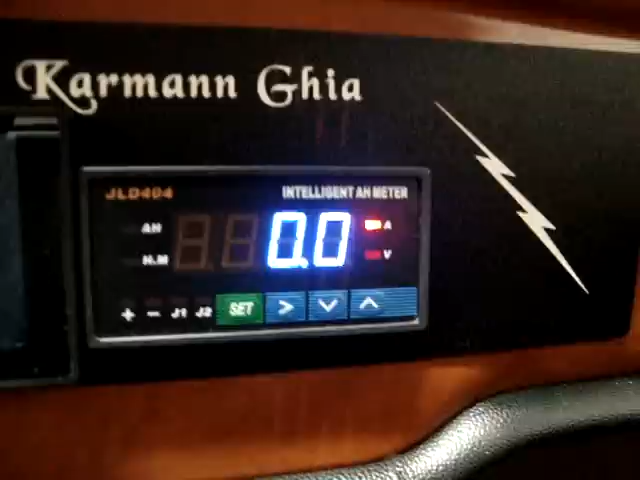 Karmann Ghia
JLD404 INTELLIGENT AH METER
AH 0.0 A
H.M V
+ − J1 J2 SET > ∨ ∧